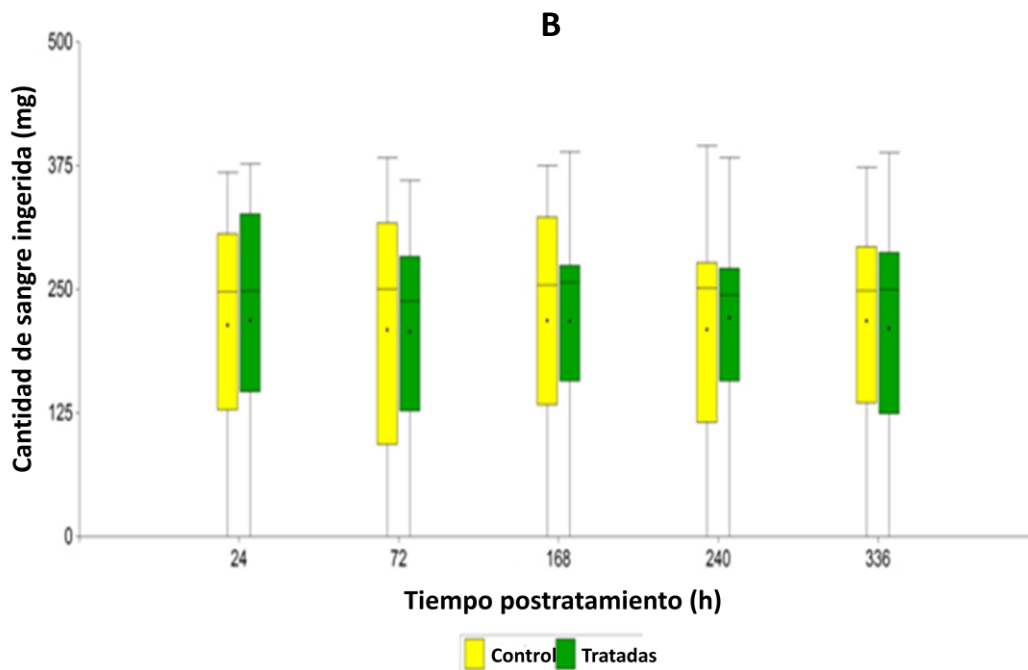 B
500
375
250
125
0
Cantidad de sangre ingerida (mg)
24 72 168 240 336
Tiempo postratamiento (h)
Control Tratadas